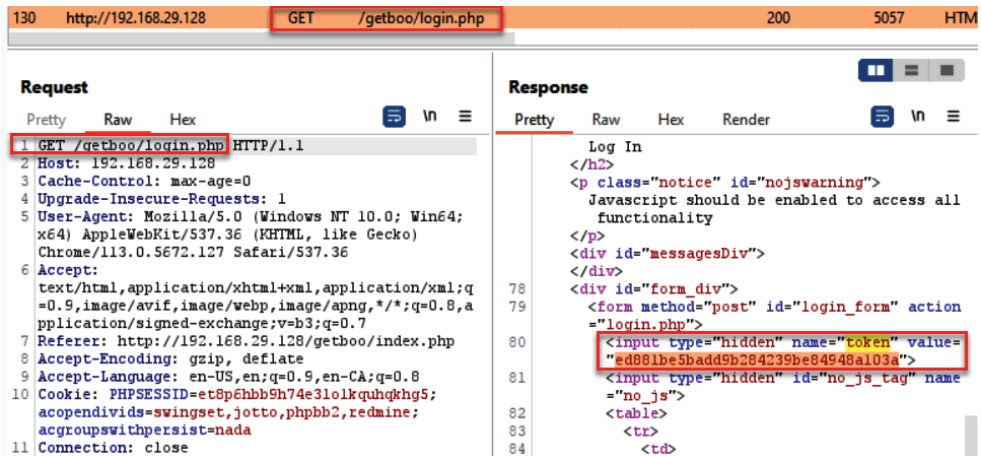 130 http://192.168.29.128 GET /getboo/login.php 200 5057 HTM
Request
Pretty Raw Hex \n
1 GET /getboo/login.php HTTP/1.1
2 Host: 192.168.29.128
3 Cache-Control: max-age=0
4 Upgrade-Insecure-Requests: 1
5 User-Agent: Mozilla/5.0 (Windows NT 10.0; Win64;
x64) AppleWebKit/537.36 (KHTML, like Gecko)
Chrome/113.0.5672.127 Safari/537.36
6 Accept:
text/html,application/xhtml+xml,application/xml;q
=0.9,image/avif,image/webp,image/apng,*/*;q=0.8,a
pplication/signed-exchange;v=b3;q=0.7
7 Referer: http://192.168.29.128/getboo/index.php
8 Accept-Encoding: gzip, deflate
9 Accept-Language: en-US,en;q=0.9,en-CA;q=0.8
10 Cookie: PHPSESSID=et8p6hbb9h74e31o1kquhqkhg5;
acopendivids=swingset,jotto,phpbb2,redmine;
acgroupswithpersist=nada
11 Connection: close
Response
Pretty Raw Hex Render \n
Log In
</h2>
<p class="notice" id="nojswarning">
Javascript should be enabled to access all
functionality
</p>
<div id="messagesDiv">
</div>
78 <div id="form_div">
79 <form method="post" id="login_form" action
="login.php">
80 <input type="hidden" name="token" value=
"ed881be5badd9b284239be84948a103a">
81 <input type="hidden" id="no_js_tag" name
="no_js">
82 <table>
83 <tr>
84 <td>